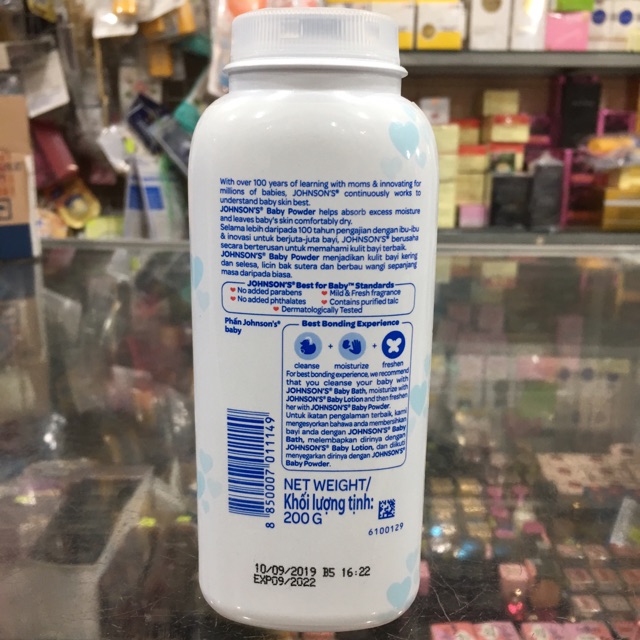 With over 100 years of learning with moms & innovating for
millions of babies, JOHNSON'S® continuously works to
understand baby skin best.
JOHNSON'S® Baby Powder helps absorb excess moisture
and leaves baby's skin comfortably dry.
Selama lebih daripada 100 tahun pengajian dengan ibu-ibu
& inovasi untuk berjuta-juta bayi, JOHNSON'S® berusaha
secara berterusan untuk memahami kulit bayi terbaik.
JOHNSON'S® Baby Powder menjadikan kulit bayi kering
dan selesa, licin bak sutera dan berbau wangi sepanjang
masa daripada biasa.
JOHNSON'S® Best for Baby™ Standards
No added parabens
Mild & Fresh fragrance
No added phthalates
Contains purified talc
Dermatologically Tested
Phấn Johnson's®
baby
Best Bonding Experience
+ +
cleanse moisturize freshen
For best bonding experience, we recommend
that you cleanse your baby with
JOHNSON'S® Baby Bath, moisturize with
JOHNSON'S® Baby Lotion and then freshen
her with JOHNSON'S® Baby Powder.
Untuk ikatan pengalaman terbaik, kami
mengesyorkan bahawa anda membersihkan
bayi anda dengan JOHNSON'S® Baby
Bath, melembapkan dirinya dengan
JOHNSON'S® Baby Lotion, dan diikuti
menyegarkan dirinya dengan JOHNSON'S®
Baby Powder.
8 850007 011149
NET WEIGHT/
Khối lượng tịnh:
200 G
6100129
10/09/2019 B5 16:22
EXP09/2022